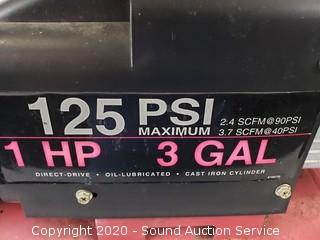 125 PSI
MAXIMUM
2.4 SCFM@90PSI
3.7 SCFM@40PSI
1 HP 3 GAL
DIRECT-DRIVE • OIL-LUBRICATED • CAST IRON CYLINDER
Copyright 2020 - Sound Auction Service